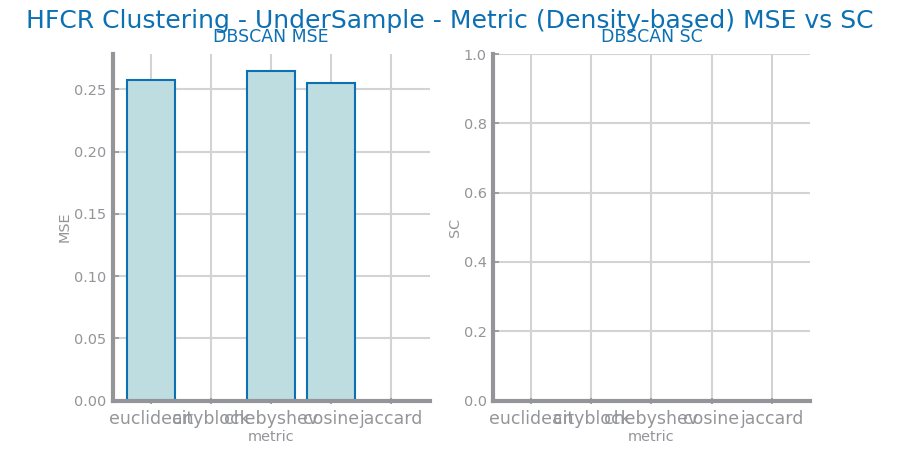 HFCR Clustering - UnderSample - Metric (Density-based) MSE vs SC
DBSCAN MSE
DBSCAN SC
MSE
0.25
0.20
0.15
0.10
0.05
0.00
euclidean cityblock chebyshev cosine jaccard
metric
SC
1.0
0.8
0.6
0.4
0.2
0.0
euclidean cityblock chebyshev cosine jaccard
metric